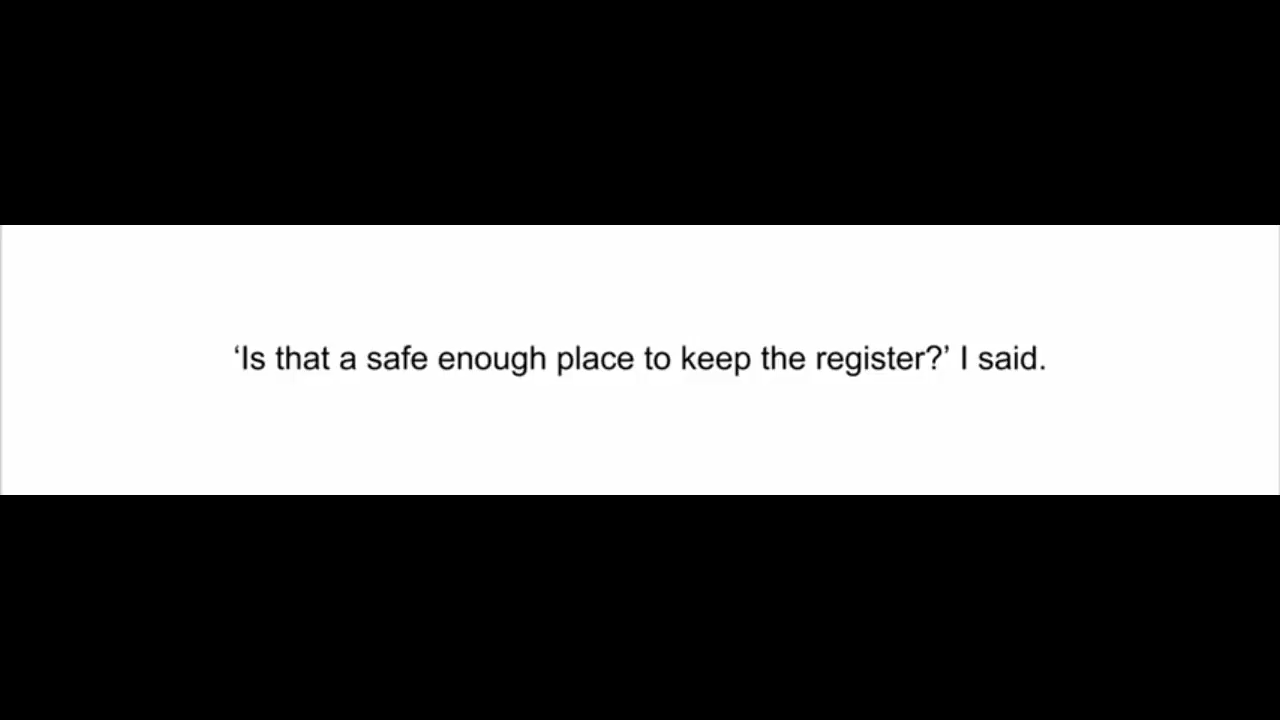 ‘Is that a safe enough place to keep the register?’ I said.